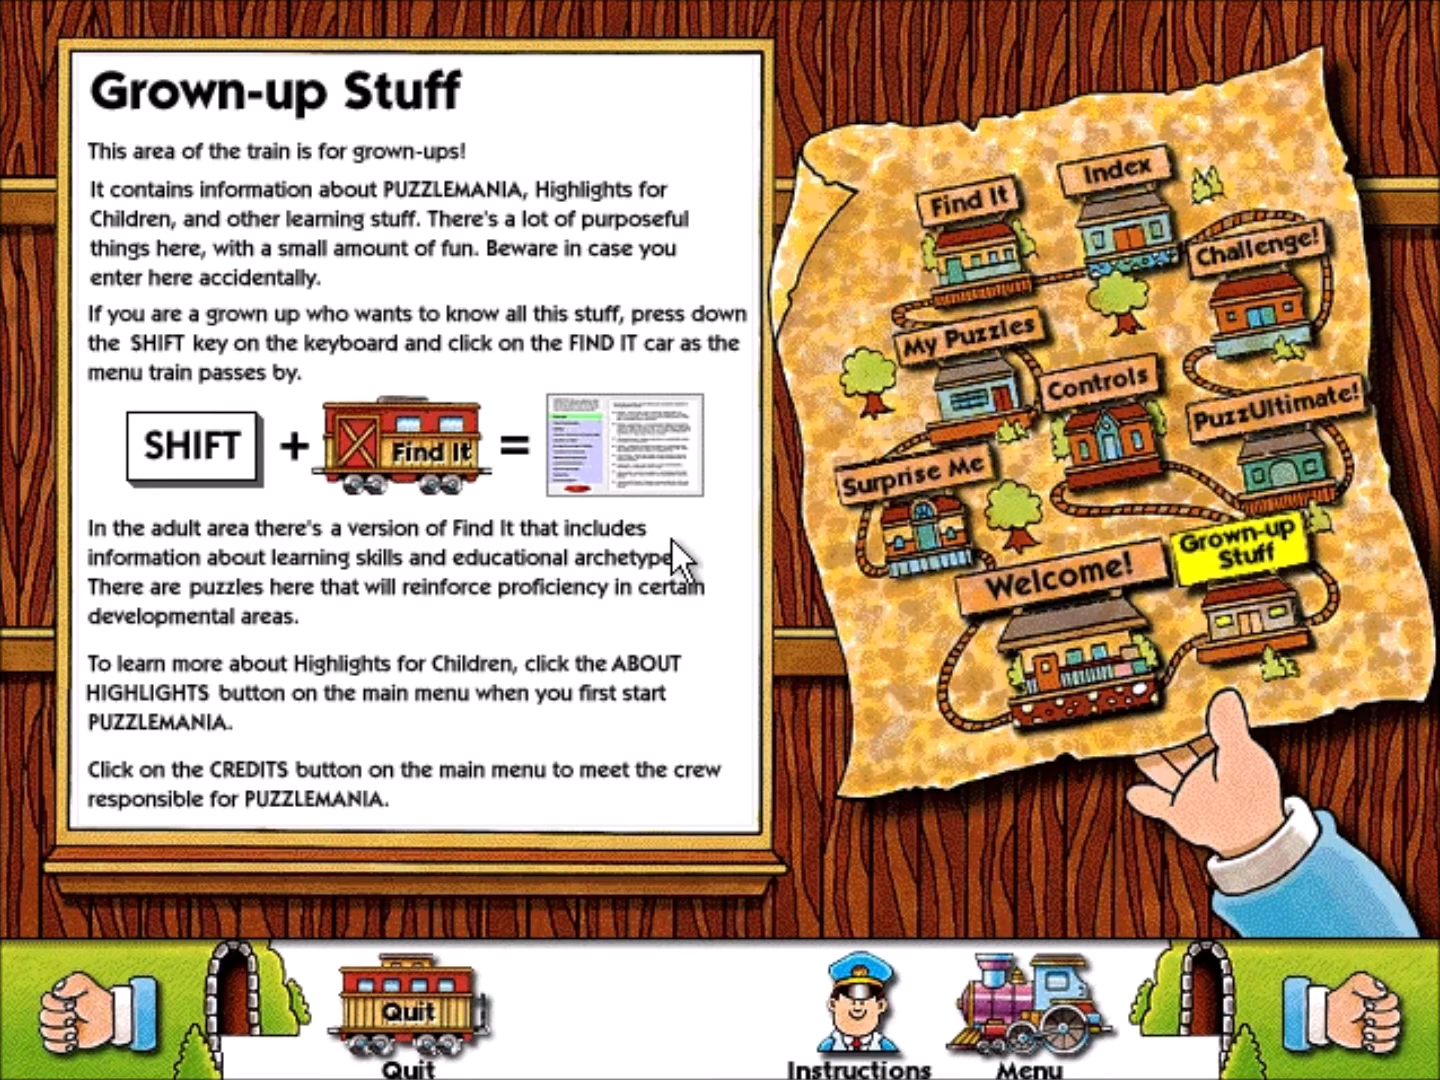 Grown-up Stuff
This area of the train is for grown-ups!
It contains information about PUZZLEMANIA, Highlights for
Children, and other learning stuff. There's a lot of purposeful
things here, with a small amount of fun. Beware in case you
enter here accidentally.
If you are a grown up who wants to know all this stuff, press down
the SHIFT key on the keyboard and click on the FIND IT car as the
menu train passes by.
SHIFT + Find It =
In the adult area there's a version of Find It that includes
information about learning skills and educational archetype
There are puzzles here that will reinforce proficiency in certain
developmental areas.
To learn more about Highlights for Children, click the ABOUT
HIGHLIGHTS button on the main menu when you first start
PUZZLEMANIA.
Click on the CREDITS button on the main menu to meet the crew
responsible for PUZZLEMANIA.
Find It
Index
Challenge!
My Puzzles
Controls
PuzzUltimate!
Surprise Me
Grown-up
Stuff
Welcome!
Quit
Quit
Instructions
Menu